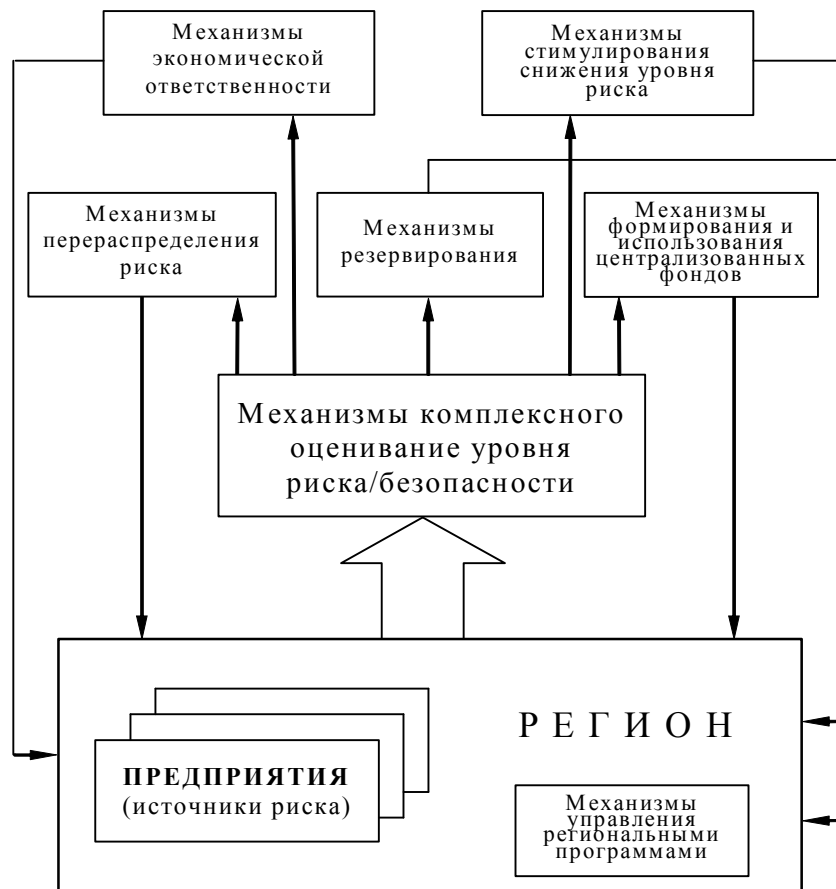 Механизмы
экономической
ответственности
Механизмы
стимулирования
снижения уровня
риска
Механизмы
перераспределения
риска
Механизмы
резервирования
Механизмы
формирования и
использования
централизованных
фондов
Механизмы комплексного
оценивание уровня
риска/безопасности
РЕГИОН
ПРЕДПРИЯТИЯ
(источники риска)
Механизмы
управления
региональными
программами